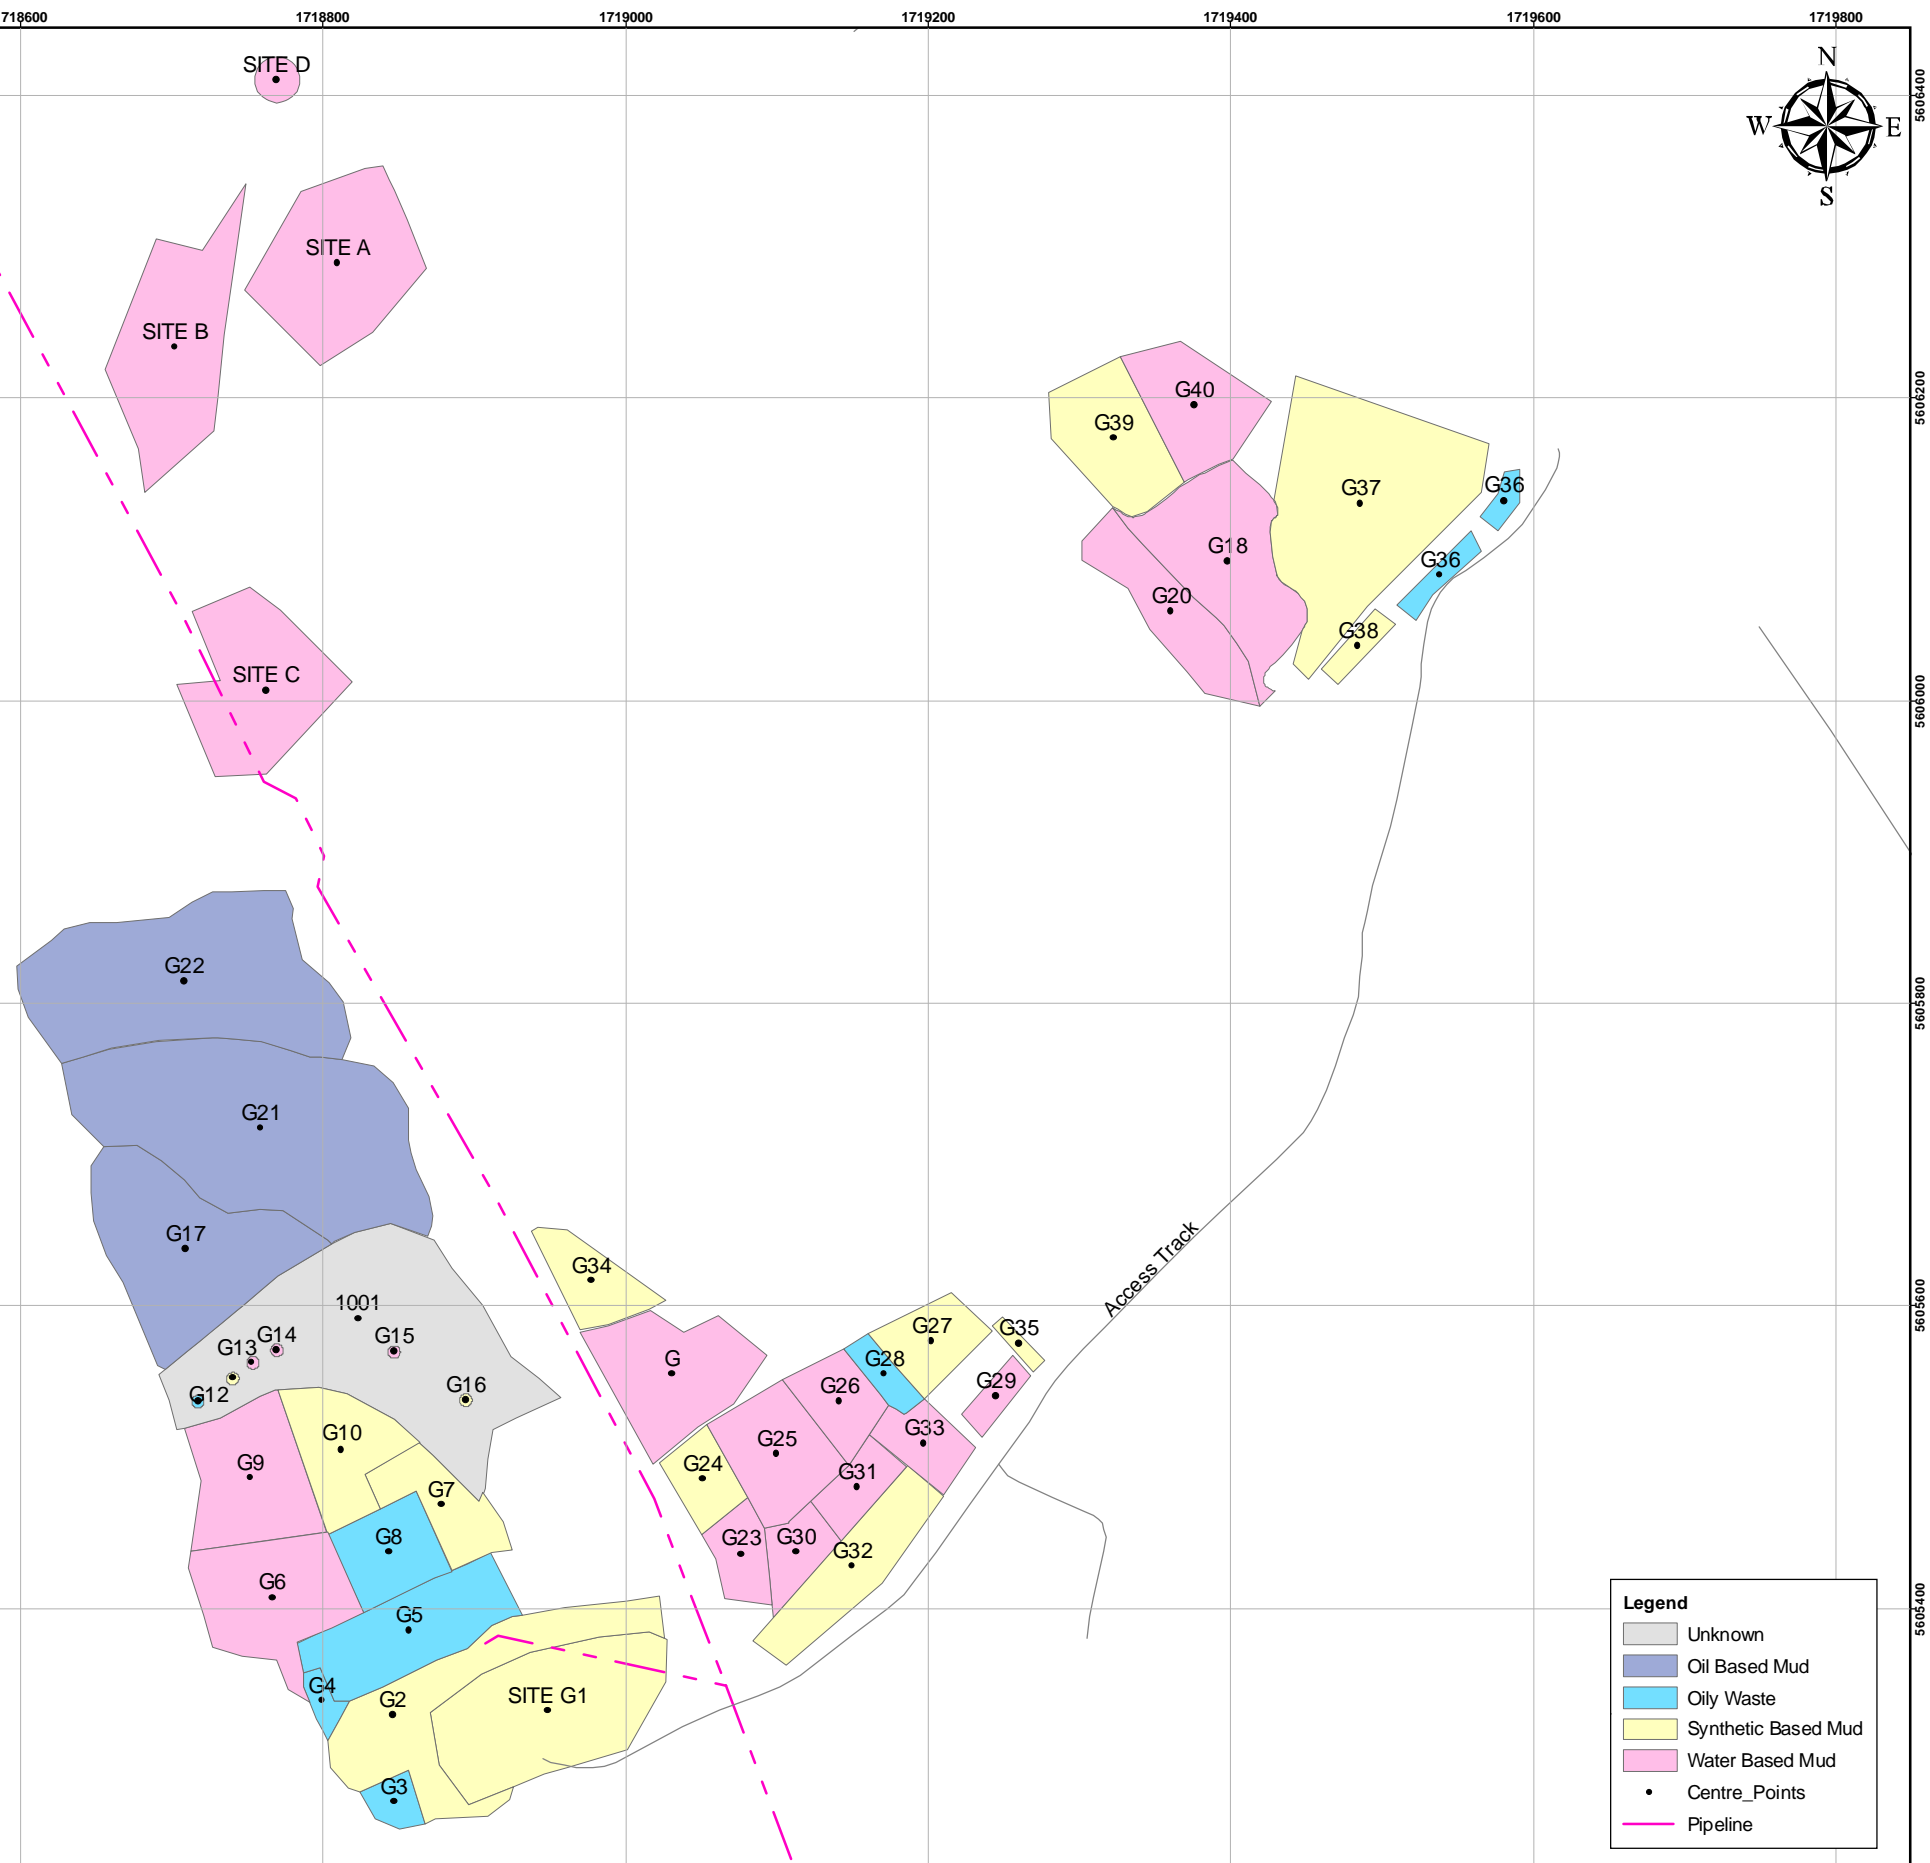 718600 1718800 1719000 1719200 1719400 1719600 1719800
SITE D
N
5606400
W E
S
SITE A
SITE B
5606200
G40
G39
G37
G36
G18
G36
G20
G38
SITE C
5606000
G22
5605800
G21
G17
Access Track
G34
1001
5605600
G14
G13
G15
G27
G35
G
G28
G12
G16
G26
G29
G10
G33
G9
G25
G24
G31
G7
G8
G23
G30
G32
G6
5605400
G5
G4
G2
SITE G1
G3
Legend
Unknown
Oil Based Mud
Oily Waste
Synthetic Based Mud
Water Based Mud
Centre_Points
Pipeline